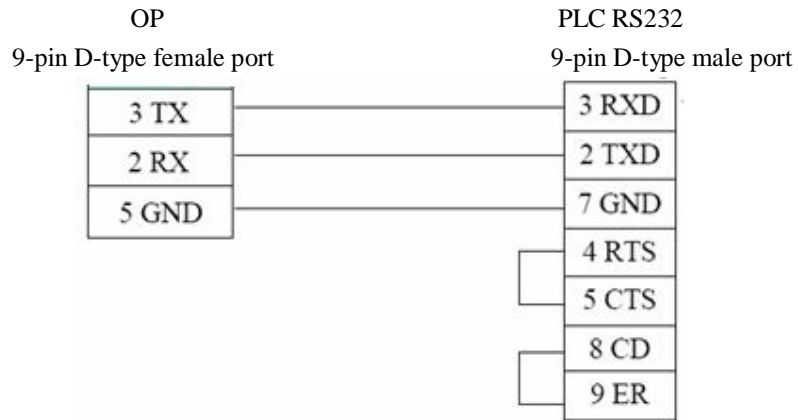 OP
PLC RS232
9-pin D-type female port
9-pin D-type male port
3 TX
3 RXD
2 RX
2 TXD
5 GND
7 GND
4 RTS
5 CTS
8 CD
9 ER